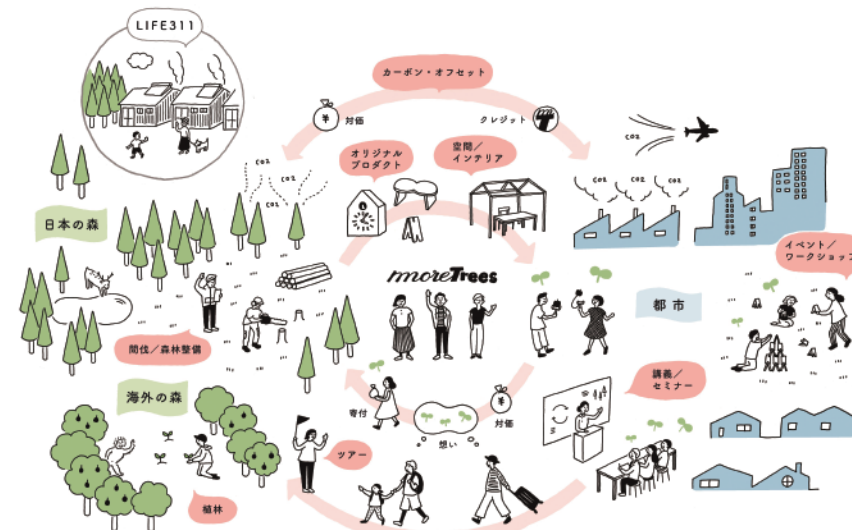 LIFE311
カーボン・オフセット
対価
クレジット
CO2
オリジナル
プロダクト
空間/
インテリア
CO2
CO2
CO2
CO2
CO2
CO2
日本の森
イベント/
ワークショップ
moreTrees
都市
間伐/森林整備
講義/
セミナー
海外の森
寄付
対価
想い
ツアー
植林